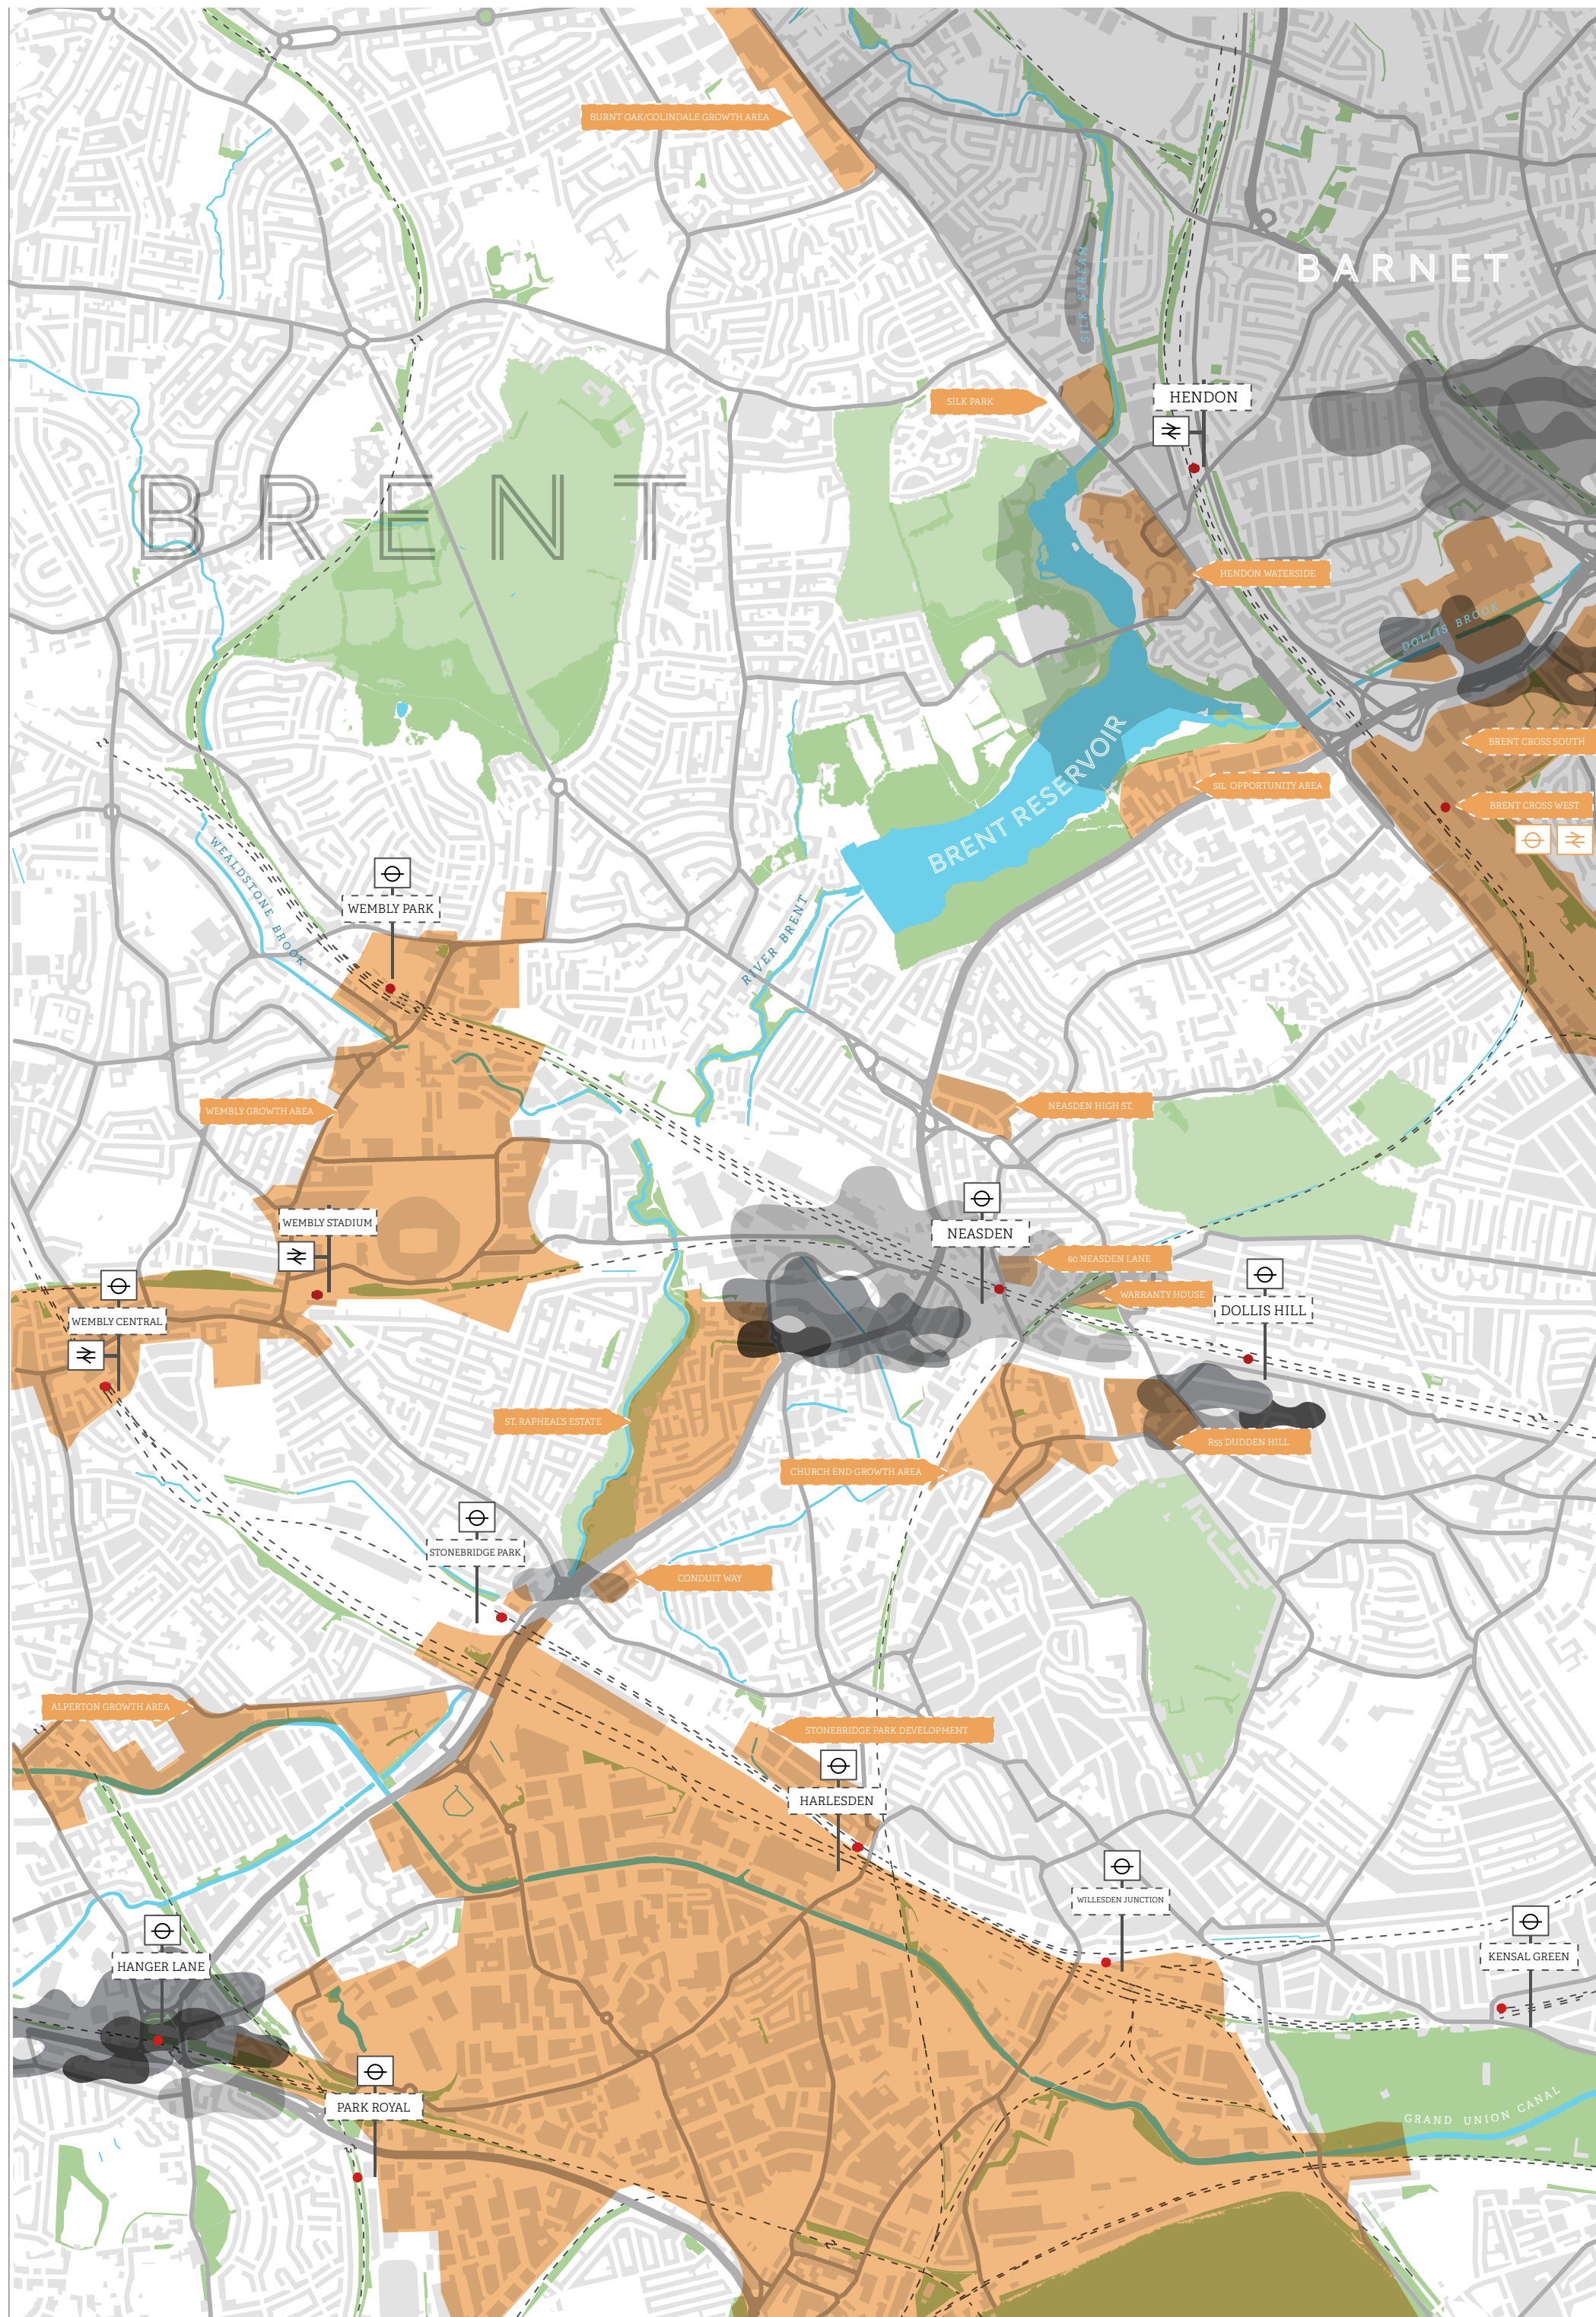 BURNT OAK/COLINDALE GROWTH AREA
BARNET
SILK STREAM
SILK PARK
HENDON
BRENT
HENDON WATERSIDE
DOLLIS BROOK
BRENT CROSS SOUTH
BRENT RESERVOIR
SIL OPPORTUNITY AREA
BRENT CROSS WEST
WEALDSTONE BROOK
WEMBLY PARK
RIVER BRENT
WEMBLY GROWTH AREA
NEASDEN HIGH ST.
WEMBLY STADIUM
NEASDEN
60 NEASDEN LANE
WARRANTY HOUSE
DOLLIS HILL
WEMBLY CENTRAL
ST. RAPHEAL'S ESTATE
R55 DUDDEN HILL
CHURCH END GROWTH AREA
STONEBRIDGE PARK
CONDUIT WAY
ALPERTON GROWTH AREA
STONEBRIDGE PARK DEVELOPMENT
HARLESDEN
WILLESDEN JUNCTION
KENSAL GREEN
HANGER LANE
PARK ROYAL
GRAND UNION CANAL